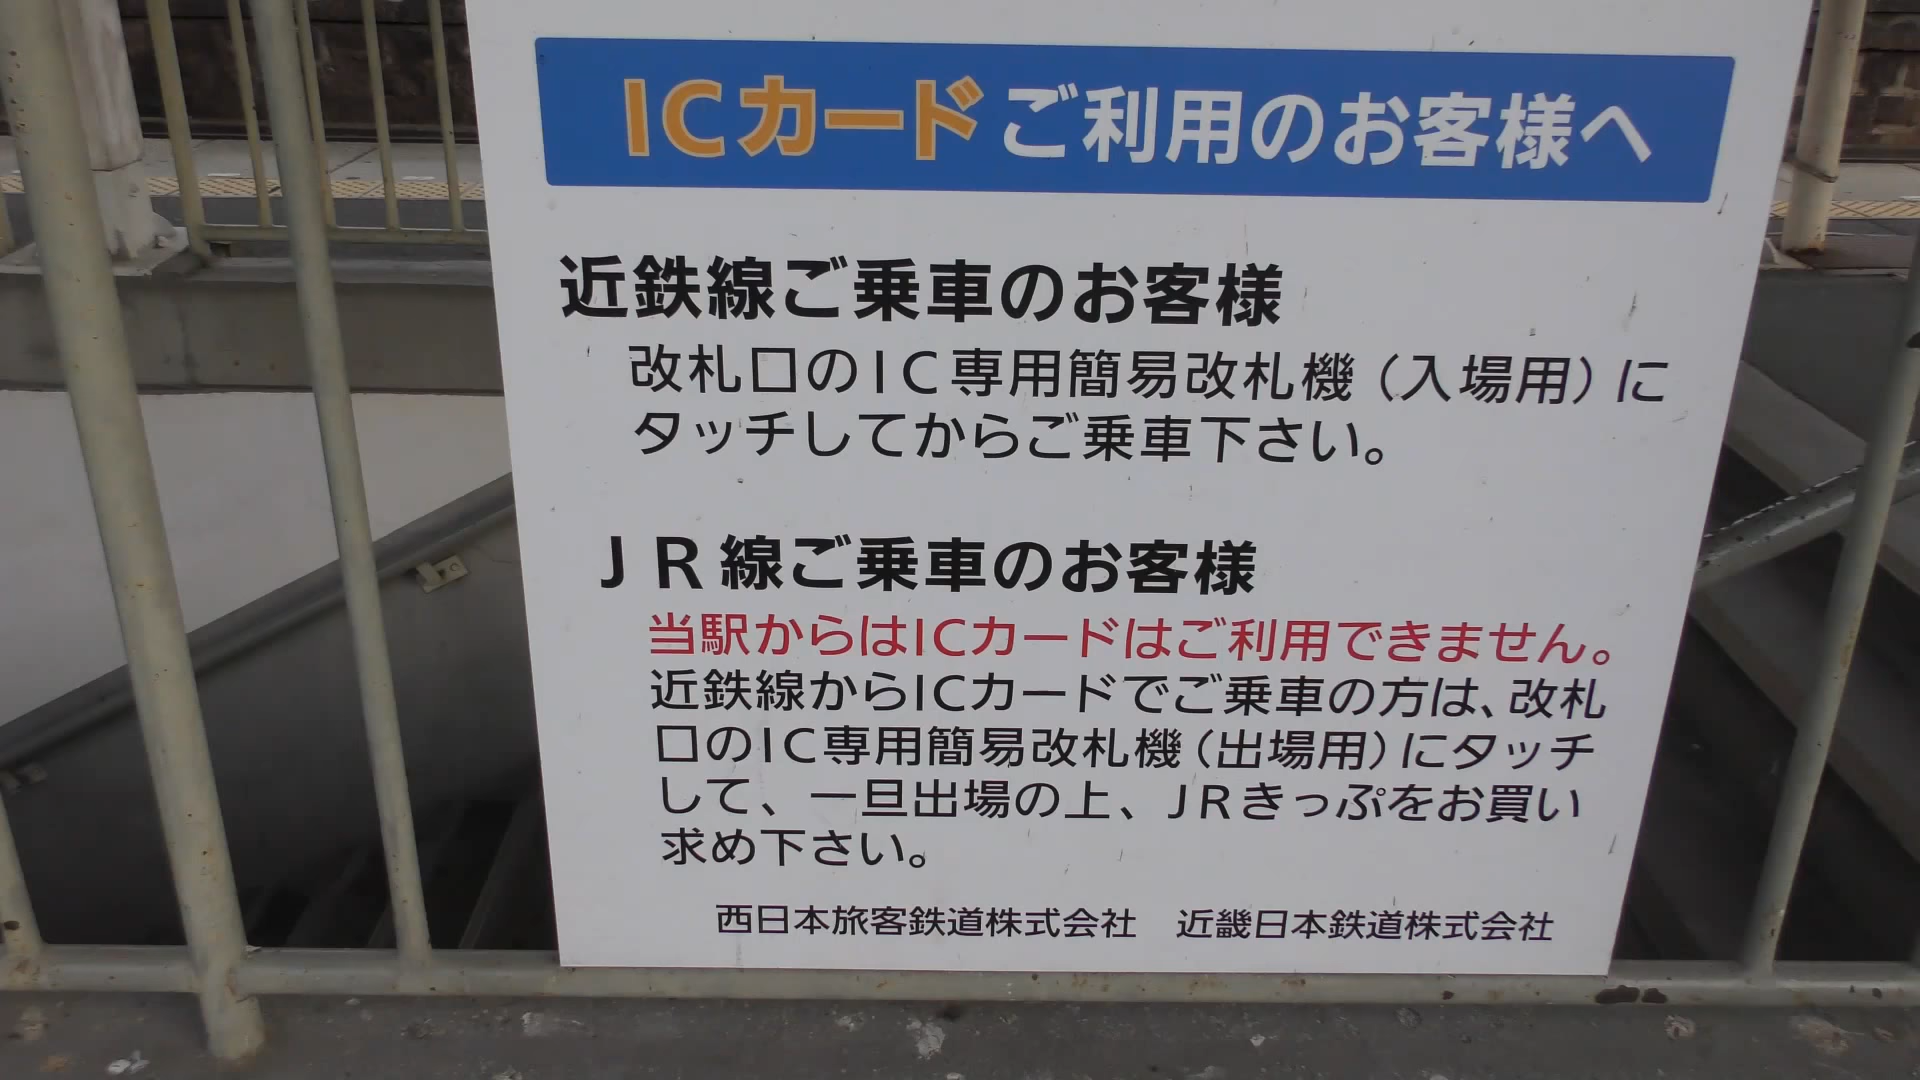 ICカードご利用のお客様へ
近鉄線ご乗車のお客様
改札口のIC専用簡易改札機（入場用）に
タッチしてからご乗車下さい。
JR線ご乗車のお客様
当駅からはICカードはご利用できません。
近鉄線からICカードでご乗車の方は、改札
口のIC専用簡易改札機（出場用）にタッチ
して、一旦出場の上、JRきっぷをお買い
求め下さい。
西日本旅客鉄道株式会社　近畿日本鉄道株式会社